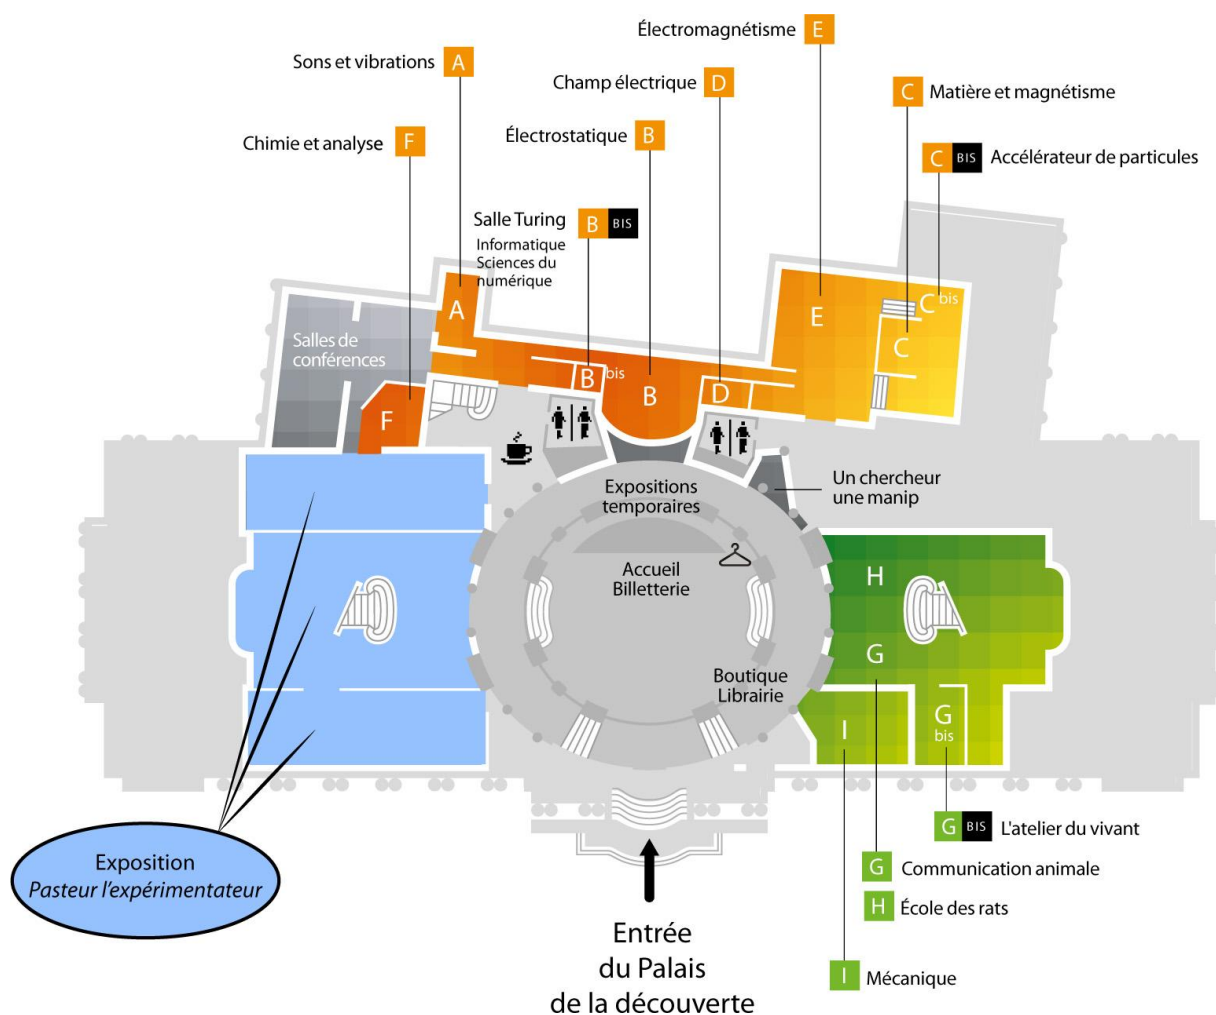 Électromagnétisme E
Sons et vibrations A
Champ électrique D
C Matière et magnétisme
Électrostatique B
Chimie et analyse F
C BIS Accélérateur de particules
Salle Turing B BIS
Informatique
Sciences du
numérique
A
E
C bis
C
Salles de
conférences
B bis
B
D
F
Un chercheur
une manip
Expositions
temporaires
Accueil
Billetterie
H
G
Boutique
Librairie
I
G
bis
G BIS L'atelier du vivant
G Communication animale
H École des rats
I Mécanique
Exposition
Pasteur l'expérimentateur
Entrée
du Palais
de la découverte